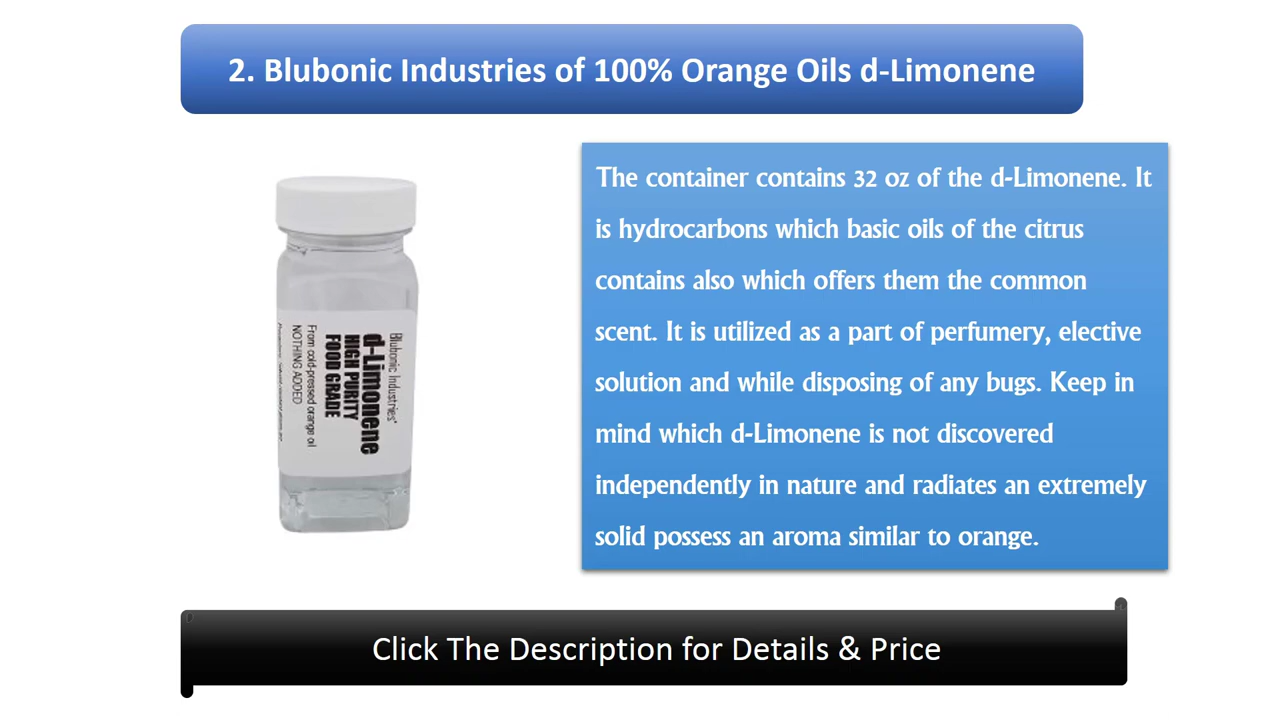 2. Blubonic Industries of 100% Orange Oils d-Limonene
The container contains 32 oz of the d-Limonene. It
is hydrocarbons which basic oils of the citrus
contains also which offers them the common
scent. It is utilized as a part of perfumery, elective
solution and while disposing of any bugs. Keep in
mind which d-Limonene is not discovered
independently in nature and radiates an extremely
solid possess an aroma similar to orange.
Blubonic Industries'
d-Limonene
HIGH PURITY
FOOD GRADE
From cold-pressed orange oil
NOTHING ADDED
Click The Description for Details & Price